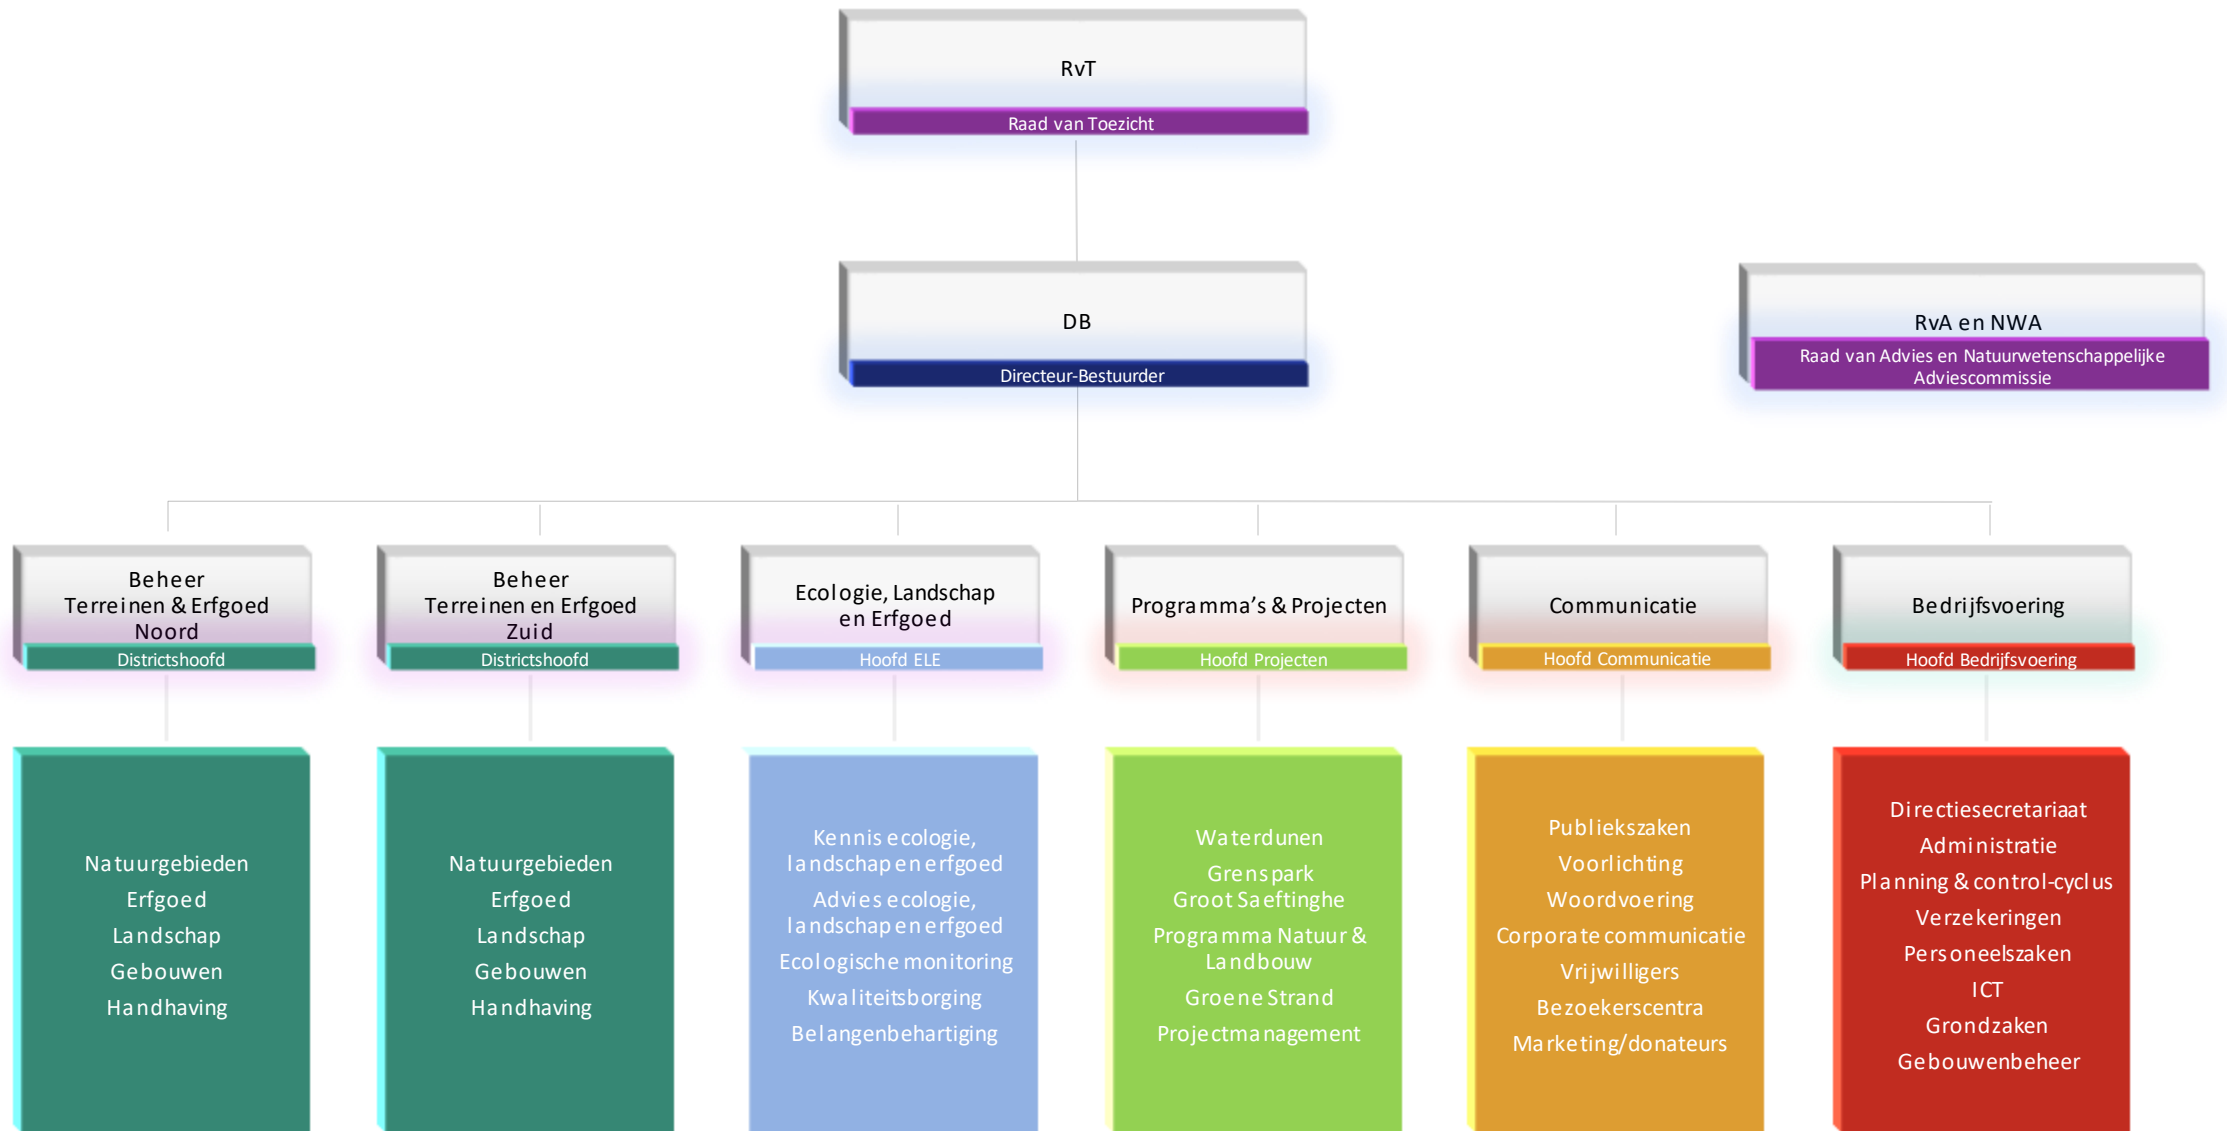 RvT
Raad van Toezicht
DB
Directeur-Bestuurder
RvA en NWA
Raad van Advies en Natuurwetenschappelijke
Adviescommissie
Beheer
Terreinen & Erfgoed
Noord
Districtshoofd
Beheer
Terreinen en Erfgoed
Zuid
Districtshoofd
Ecologie, Landschap
en Erfgoed
Hoofd ELE
Programma’s & Projecten
Hoofd Projecten
Communicatie
Hoofd Communicatie
Bedrijfsvoering
Hoofd Bedrijfsvoering
Natuurgebieden
Erfgoed
Landschap
Gebouwen
Handhaving
Natuurgebieden
Erfgoed
Landschap
Gebouwen
Handhaving
Kennis ecologie,
landschap en erfgoed
Advies ecologie,
landschap en erfgoed
Ecologische monitoring
Kwaliteitsborging
Belangenbehartiging
Waterdunen
Grenspark
Groot Saeftinghe
Programma Natuur &
Landbouw
Groene Strand
Projectmanagement
Publiekszaken
Voorlichting
Woordvoering
Corporate communicatie
Vrijwilligers
Bezoekerscentra
Marketing/donateurs
Directiesecretariaat
Administratie
Planning & control-cyclus
Verzekeringen
Personeelszaken
ICT
Grondzaken
Gebouwenbeheer